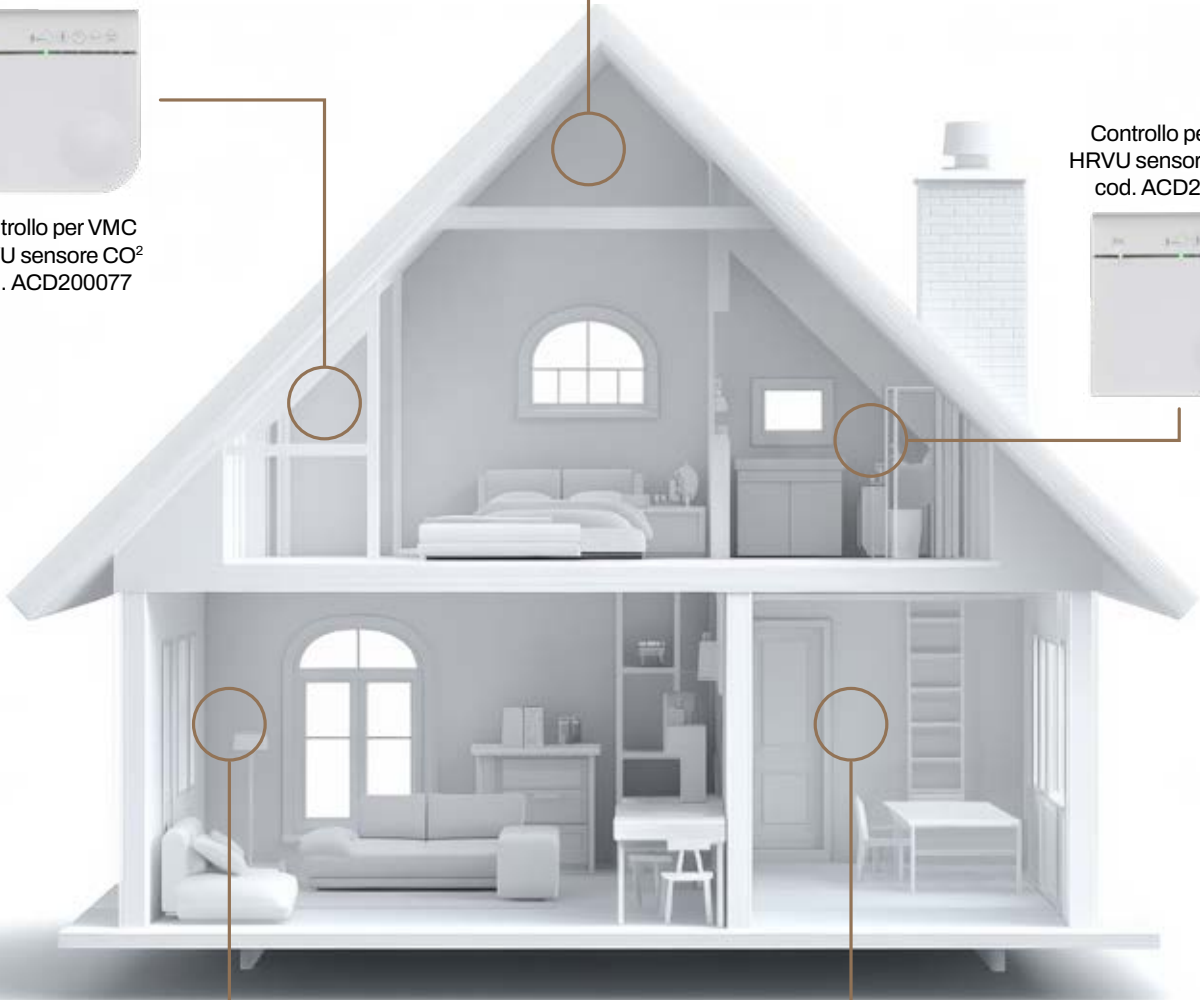 trollo per VMC
U sensore CO²
. ACD200077
Controllo pe
HRVU sensor
cod. ACD2